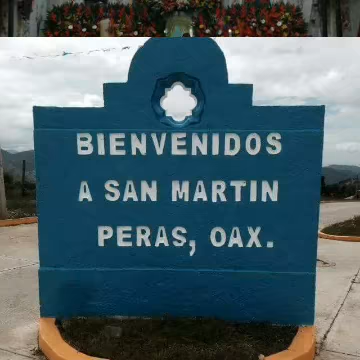 BIENVENIDOS
A SAN MARTIN
PERAS, OAX.